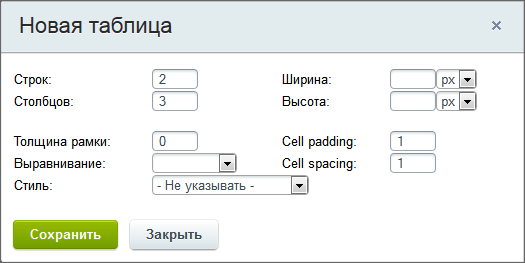 Новая таблица
Строк: 2 Ширина: px
Столбцов: 3 Высота: px
Толщина рамки: 0 Cell padding: 1
Выравнивание: Cell spacing: 1
Стиль: - Не указывать -
Сохранить Закрыть